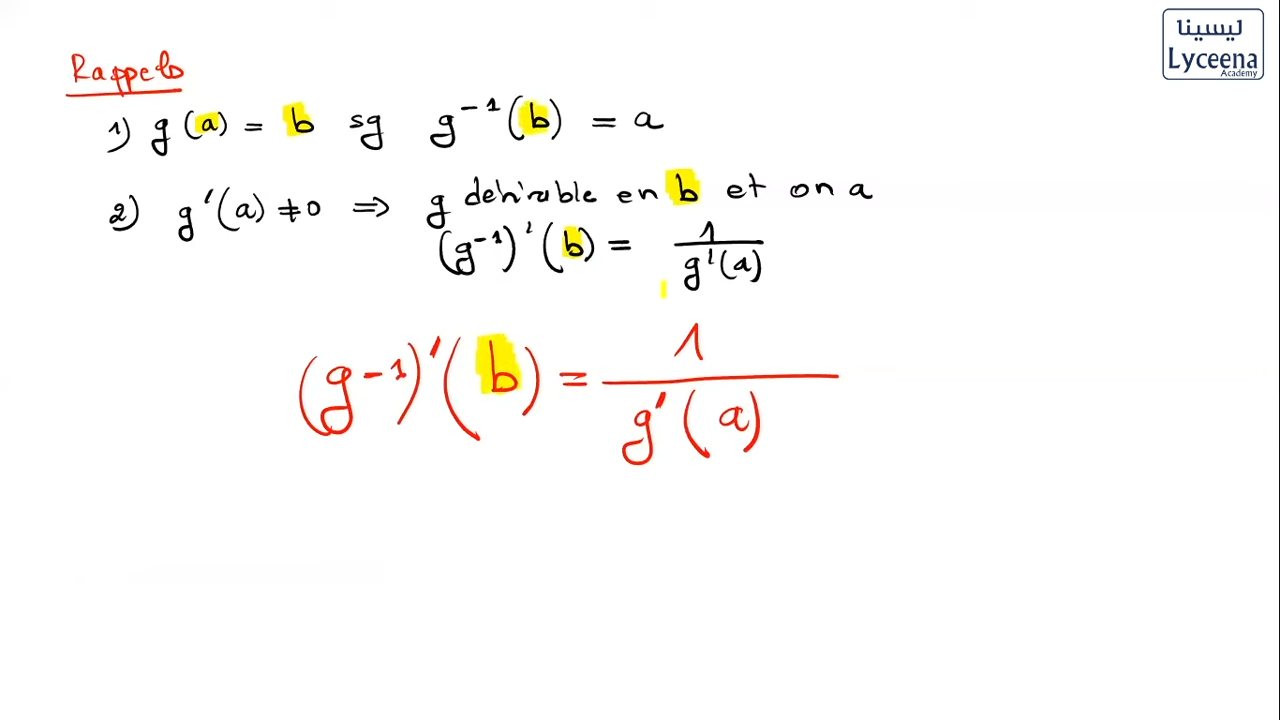 ليسينا
Lyceena
Academy
Rappels
1) g(a) = b sg g⁻¹(b) = a
2) g'(a) ≠ 0 ⇒ g dérivable en b et on a
(g⁻¹)'(b) = 1/g'(a)
(g-1)'(b) = 1/g'(a)